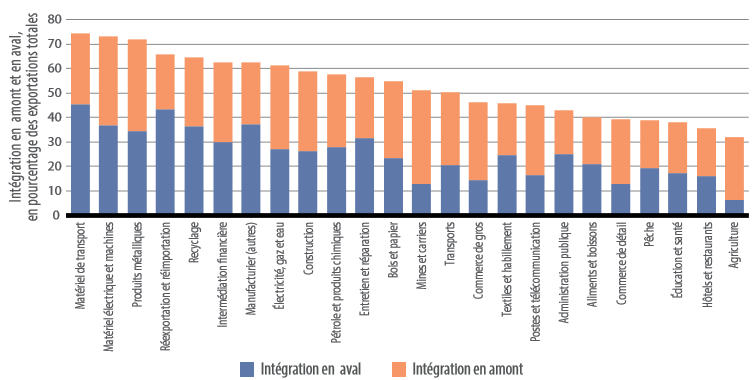 Intégration en amont et en aval,
en pourcentage des exportations totales
80
70
60
50
40
30
20
10
0
Matériel de transport
Matériel électrique et machines
Produits métalliques
Réexportation et réimportation
Recyclage
Intermédiation financière
Manufacturier (autres)
Électricité, gaz et eau
Construction
Pétrole et produits chimiques
Entretien et réparation
Bois et papier
Mines et carriers
Transports
Commerce de gros
Textiles et habillement
Postes et télécommunication
Administration publique
Aliments et boissons
Commerce de détail
Pêche
Éducation et santé
Hôtels et restaurants
Agriculture
Intégration en aval
Intégration en amont